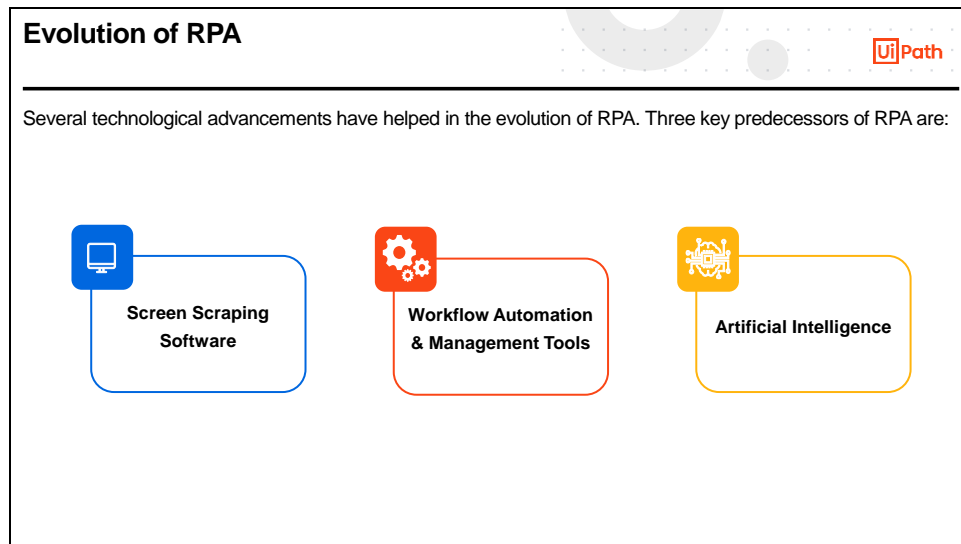 Evolution of RPA
UiPath
Several technological advancements have helped in the evolution of RPA. Three key predecessors of RPA are:
Screen Scraping
Software
Workflow Automation
& Management Tools
Artificial Intelligence